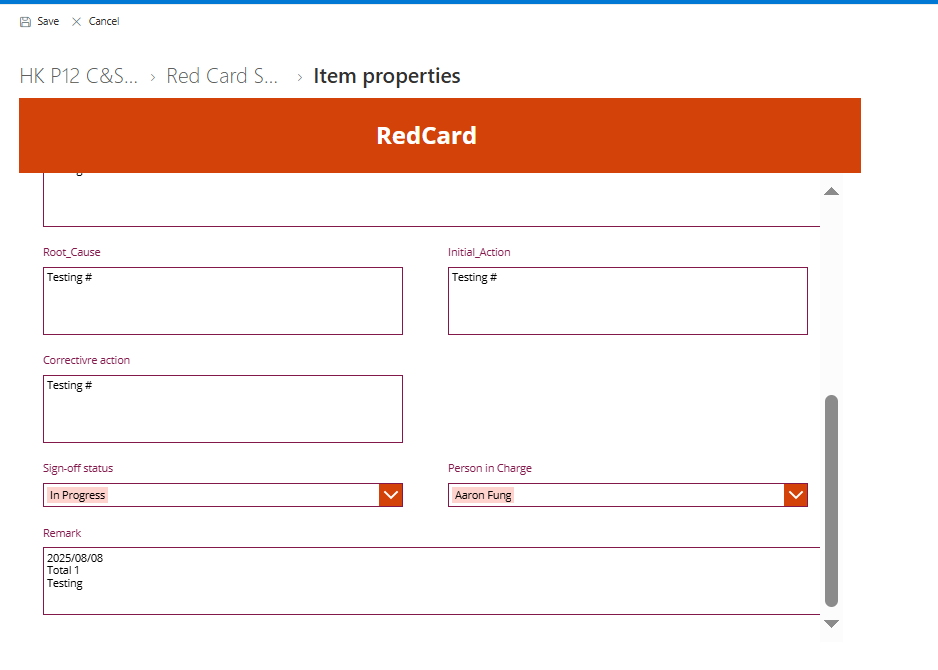 Save Cancel
HK P12 C&S... › Red Card S... › Item properties
RedCard
Root_Cause
Initial_Action
Testing #
Testing #
Correctivre action
Testing #
Sign-off status
Person in Charge
In Progress
Aaron Fung
Remark
2025/08/08
Total 1
Testing